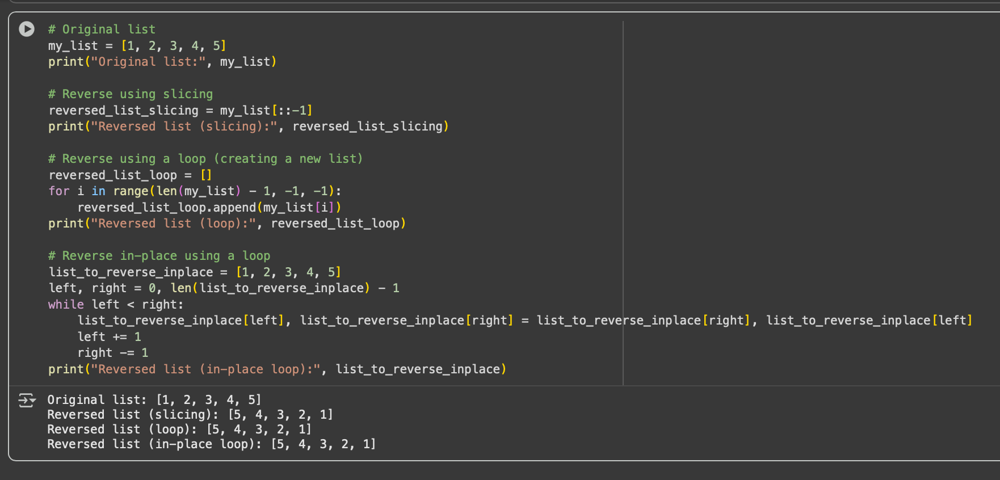 # Original list
my_list = [1, 2, 3, 4, 5]
print("Original list:", my_list)
# Reverse using slicing
reversed_list_slicing = my_list[::-1]
print("Reversed list (slicing):", reversed_list_slicing)
# Reverse using a loop (creating a new list)
reversed_list_loop = []
for i in range(len(my_list) - 1, -1, -1):
    reversed_list_loop.append(my_list[i])
print("Reversed list (loop):", reversed_list_loop)
# Reverse in-place using a loop
list_to_reverse_inplace = [1, 2, 3, 4, 5]
left, right = 0, len(list_to_reverse_inplace) - 1
while left < right:
    list_to_reverse_inplace[left], list_to_reverse_inplace[right] = list_to_reverse_inplace[right], list_to_reverse_inplace[left]
    left += 1
    right -= 1
print("Reversed list (in-place loop):", list_to_reverse_inplace)
Original list: [1, 2, 3, 4, 5]
Reversed list (slicing): [5, 4, 3, 2, 1]
Reversed list (loop): [5, 4, 3, 2, 1]
Reversed list (in-place loop): [5, 4, 3, 2, 1]